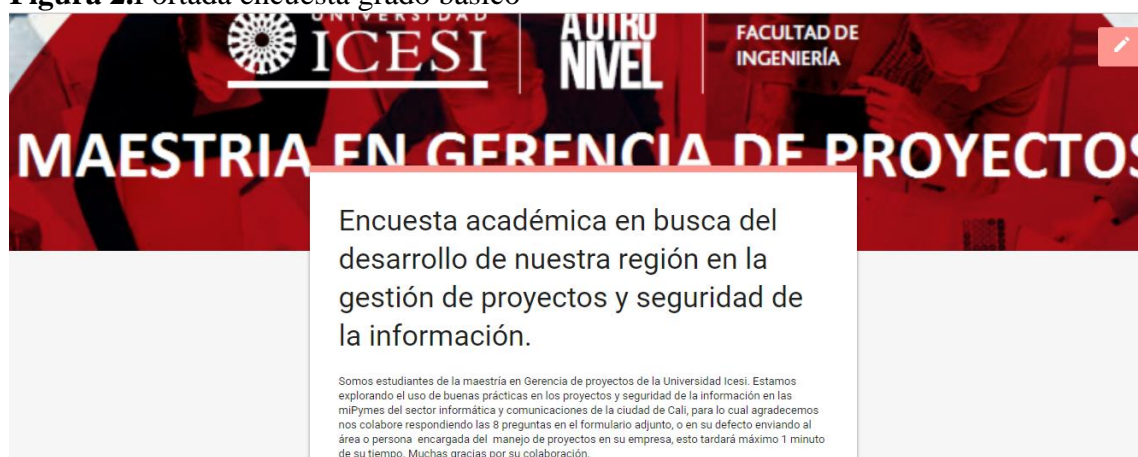 Figura 2.Portada encuesta grado básico
UNIVERSIDAD
ICESI
A OTRO
NIVEL
FACULTAD DE
INGENIERÍA
MAESTRIA EN GERENCIA DE PROYECTOS
Encuesta académica en busca del
desarrollo de nuestra región en la
gestión de proyectos y seguridad de
la información.
Somos estudiantes de la maestría en Gerencia de proyectos de la Universidad Icesi. Estamos
explorando el uso de buenas prácticas en los proyectos y seguridad de la información en las
miPymes del sector informática y comunicaciones de la ciudad de Cali, para lo cual agradecemos
nos colabore respondiendo las 8 preguntas en el formulario adjunto, o en su defecto enviando al
área o persona encargada del manejo de proyectos en su empresa, esto tardará máximo 1 minuto
de su tiempo. Muchas gracias por su colaboración.